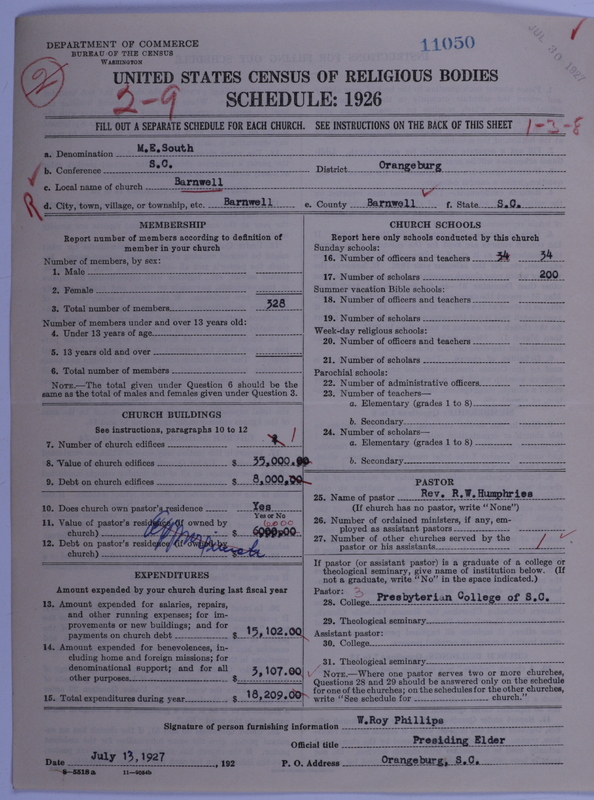 DEPARTMENT OF COMMERCE
BUREAU OF THE CENSUS
WASHINGTON
11050
JUL 30 1927
2
2-9
UNITED STATES CENSUS OF RELIGIOUS BODIES
SCHEDULE: 1926
FILL OUT A SEPARATE SCHEDULE FOR EACH CHURCH. SEE INSTRUCTIONS ON THE BACK OF THIS SHEET
1-3-8
a. Denomination M.E.South
b. Conference S.C. District Orangeburg
c. Local name of church Barnwell
R
d. City, town, village, or township, etc. Barnwell e. County Barnwell f. State S.C.
MEMBERSHIP
Report number of members according to definition of
member in your church
Number of members, by sex:
1. Male
2. Female
3. Total number of members 328
Number of members under and over 13 years old:
4. Under 13 years of age
5. 13 years old and over
6. Total number of members
NOTE.—The total given under Question 6 should be the
same as the total of males and females given under Question 3.
CHURCH BUILDINGS
See instructions, paragraphs 10 to 12
7. Number of church edifices 1
8. Value of church edifices $ 35,000.00
9. Debt on church edifices $ 8,000.00
10. Does church own pastor's residence Yes
Yes or No
11. Value of pastor's residence (if owned by
church) $ 6000.00
6000
12. Debt on pastor's residence (if owned by
church) $
EXPENDITURES
Amount expended by your church during last fiscal year
13. Amount expended for salaries, repairs,
and other running expenses; for im-
provements or new buildings; and for
payments on church debt $ 15,102.00
14. Amount expended for benevolences, in-
cluding home and foreign missions; for
denominational support; and for all
other purposes $ 3,107.00
15. Total expenditures during year $ 18,209.00
CHURCH SCHOOLS
Report here only schools conducted by this church
Sunday schools:
16. Number of officers and teachers 34 34
17. Number of scholars 200
Summer vacation Bible schools:
18. Number of officers and teachers
19. Number of scholars
Week-day religious schools:
20. Number of officers and teachers
21. Number of scholars
Parochial schools:
22. Number of administrative officers
23. Number of teachers—
a. Elementary (grades 1 to 8)
b. Secondary
24. Number of scholars—
a. Elementary (grades 1 to 8)
b. Secondary
PASTOR
25. Name of pastor Rev. R.W.Humphries
(If church has no pastor, write "None")
26. Number of ordained ministers, if any, em-
ployed as assistant pastors
27. Number of other churches served by the
pastor or his assistants 1
If pastor (or assistant pastor) is a graduate of a college or
theological seminary, give name of institution below. (If
not a graduate, write "No" in the space indicated.)
Pastor: 3
28. College Presbyterian College of S.C.
29. Theological seminary
Assistant pastor:
30. College
31. Theological seminary
NOTE.—Where one pastor serves two or more churches,
Questions 28 and 29 should be answered only on the schedule
for one of the churches; on the schedules for the other churches,
write "See schedule for church."
Signature of person furnishing information W.Roy Phillips
Official title Presiding Elder
Date July 13,1927, 192 P. O. Address Orangeburg, S.C.